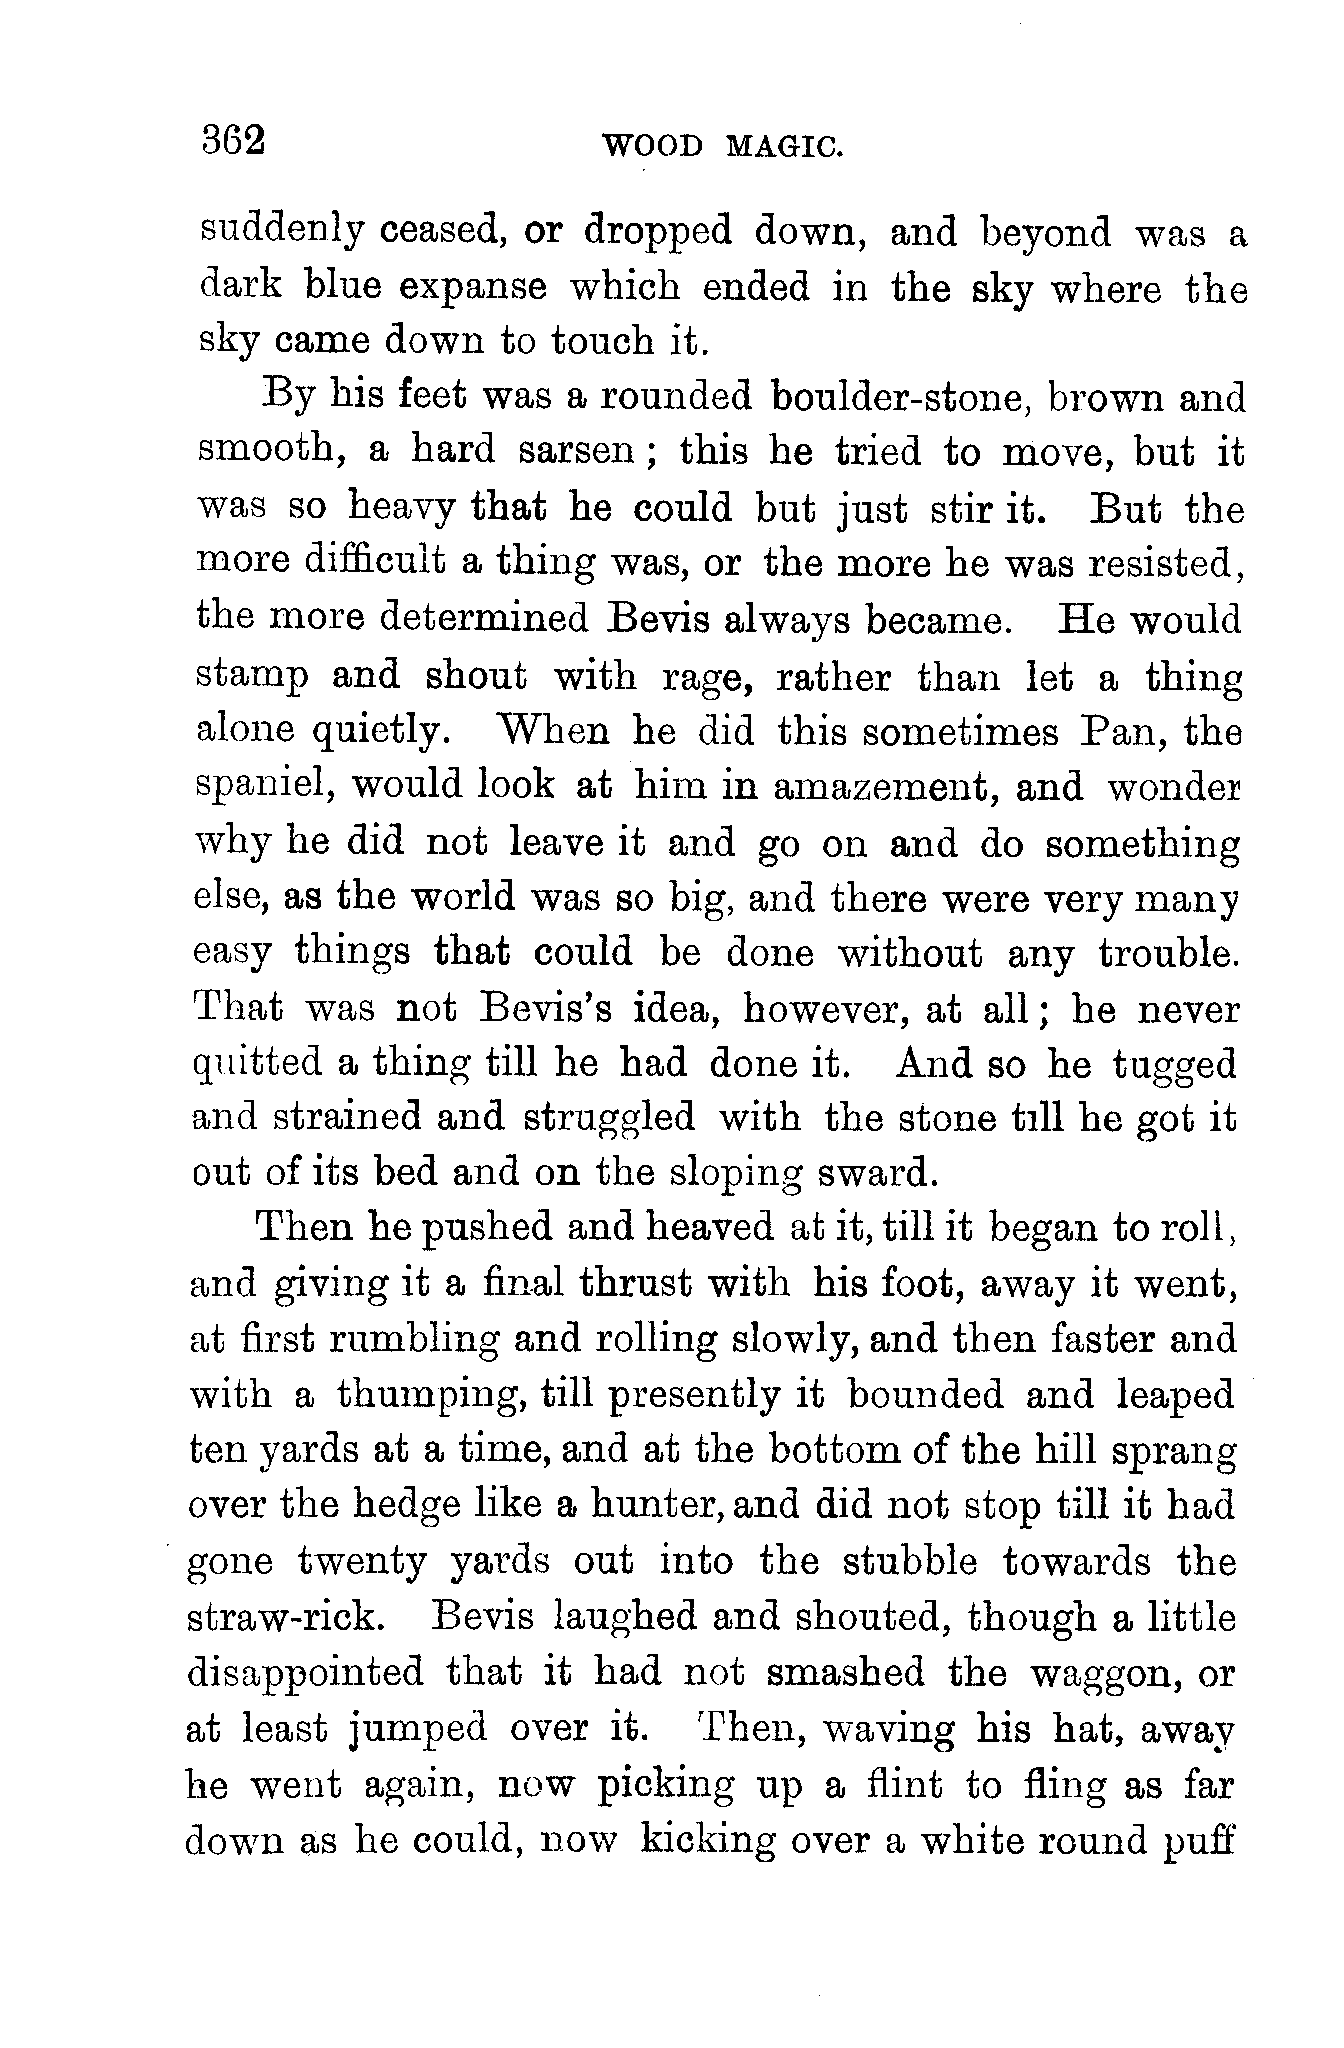 362 WOOD MAGIC.
suddenly ceased, or dropped down, and beyond was a
dark blue expanse which ended in the sky where the
sky came down to touch it.
By his feet was a rounded boulder-stone, brown and
smooth, a hard sarsen; this he tried to move, but it
was so heavy that he could but just stir it. But the
more difficult a thing was, or the more he was resisted,
the more determined Bevis always became. He would
stamp and shout with rage, rather than let a thing
alone quietly. When he did this sometimes Pan, the
spaniel, would look at him in amazement, and wonder
why he did not leave it and go on and do something
else, as the world was so big, and there were very many
easy things that could be done without any trouble.
That was not Bevis's idea, however, at all; he never
quitted a thing till he had done it. And so he tugged
and strained and struggled with the stone till he got it
out of its bed and on the sloping sward.
Then he pushed and heaved at it, till it began to roll,
and giving it a final thrust with his foot, away it went,
at first rumbling and rolling slowly, and then faster and
with a thumping, till presently it bounded and leaped
ten yards at a time, and at the bottom of the hill sprang
over the hedge like a hunter, and did not stop till it had
gone twenty yards out into the stubble towards the
straw-rick. Bevis laughed and shouted, though a little
disappointed that it had not smashed the waggon, or
at least jumped over it. Then, waving his hat, away
he went again, now picking up a flint to fling as far
down as he could, now kicking over a white round puff